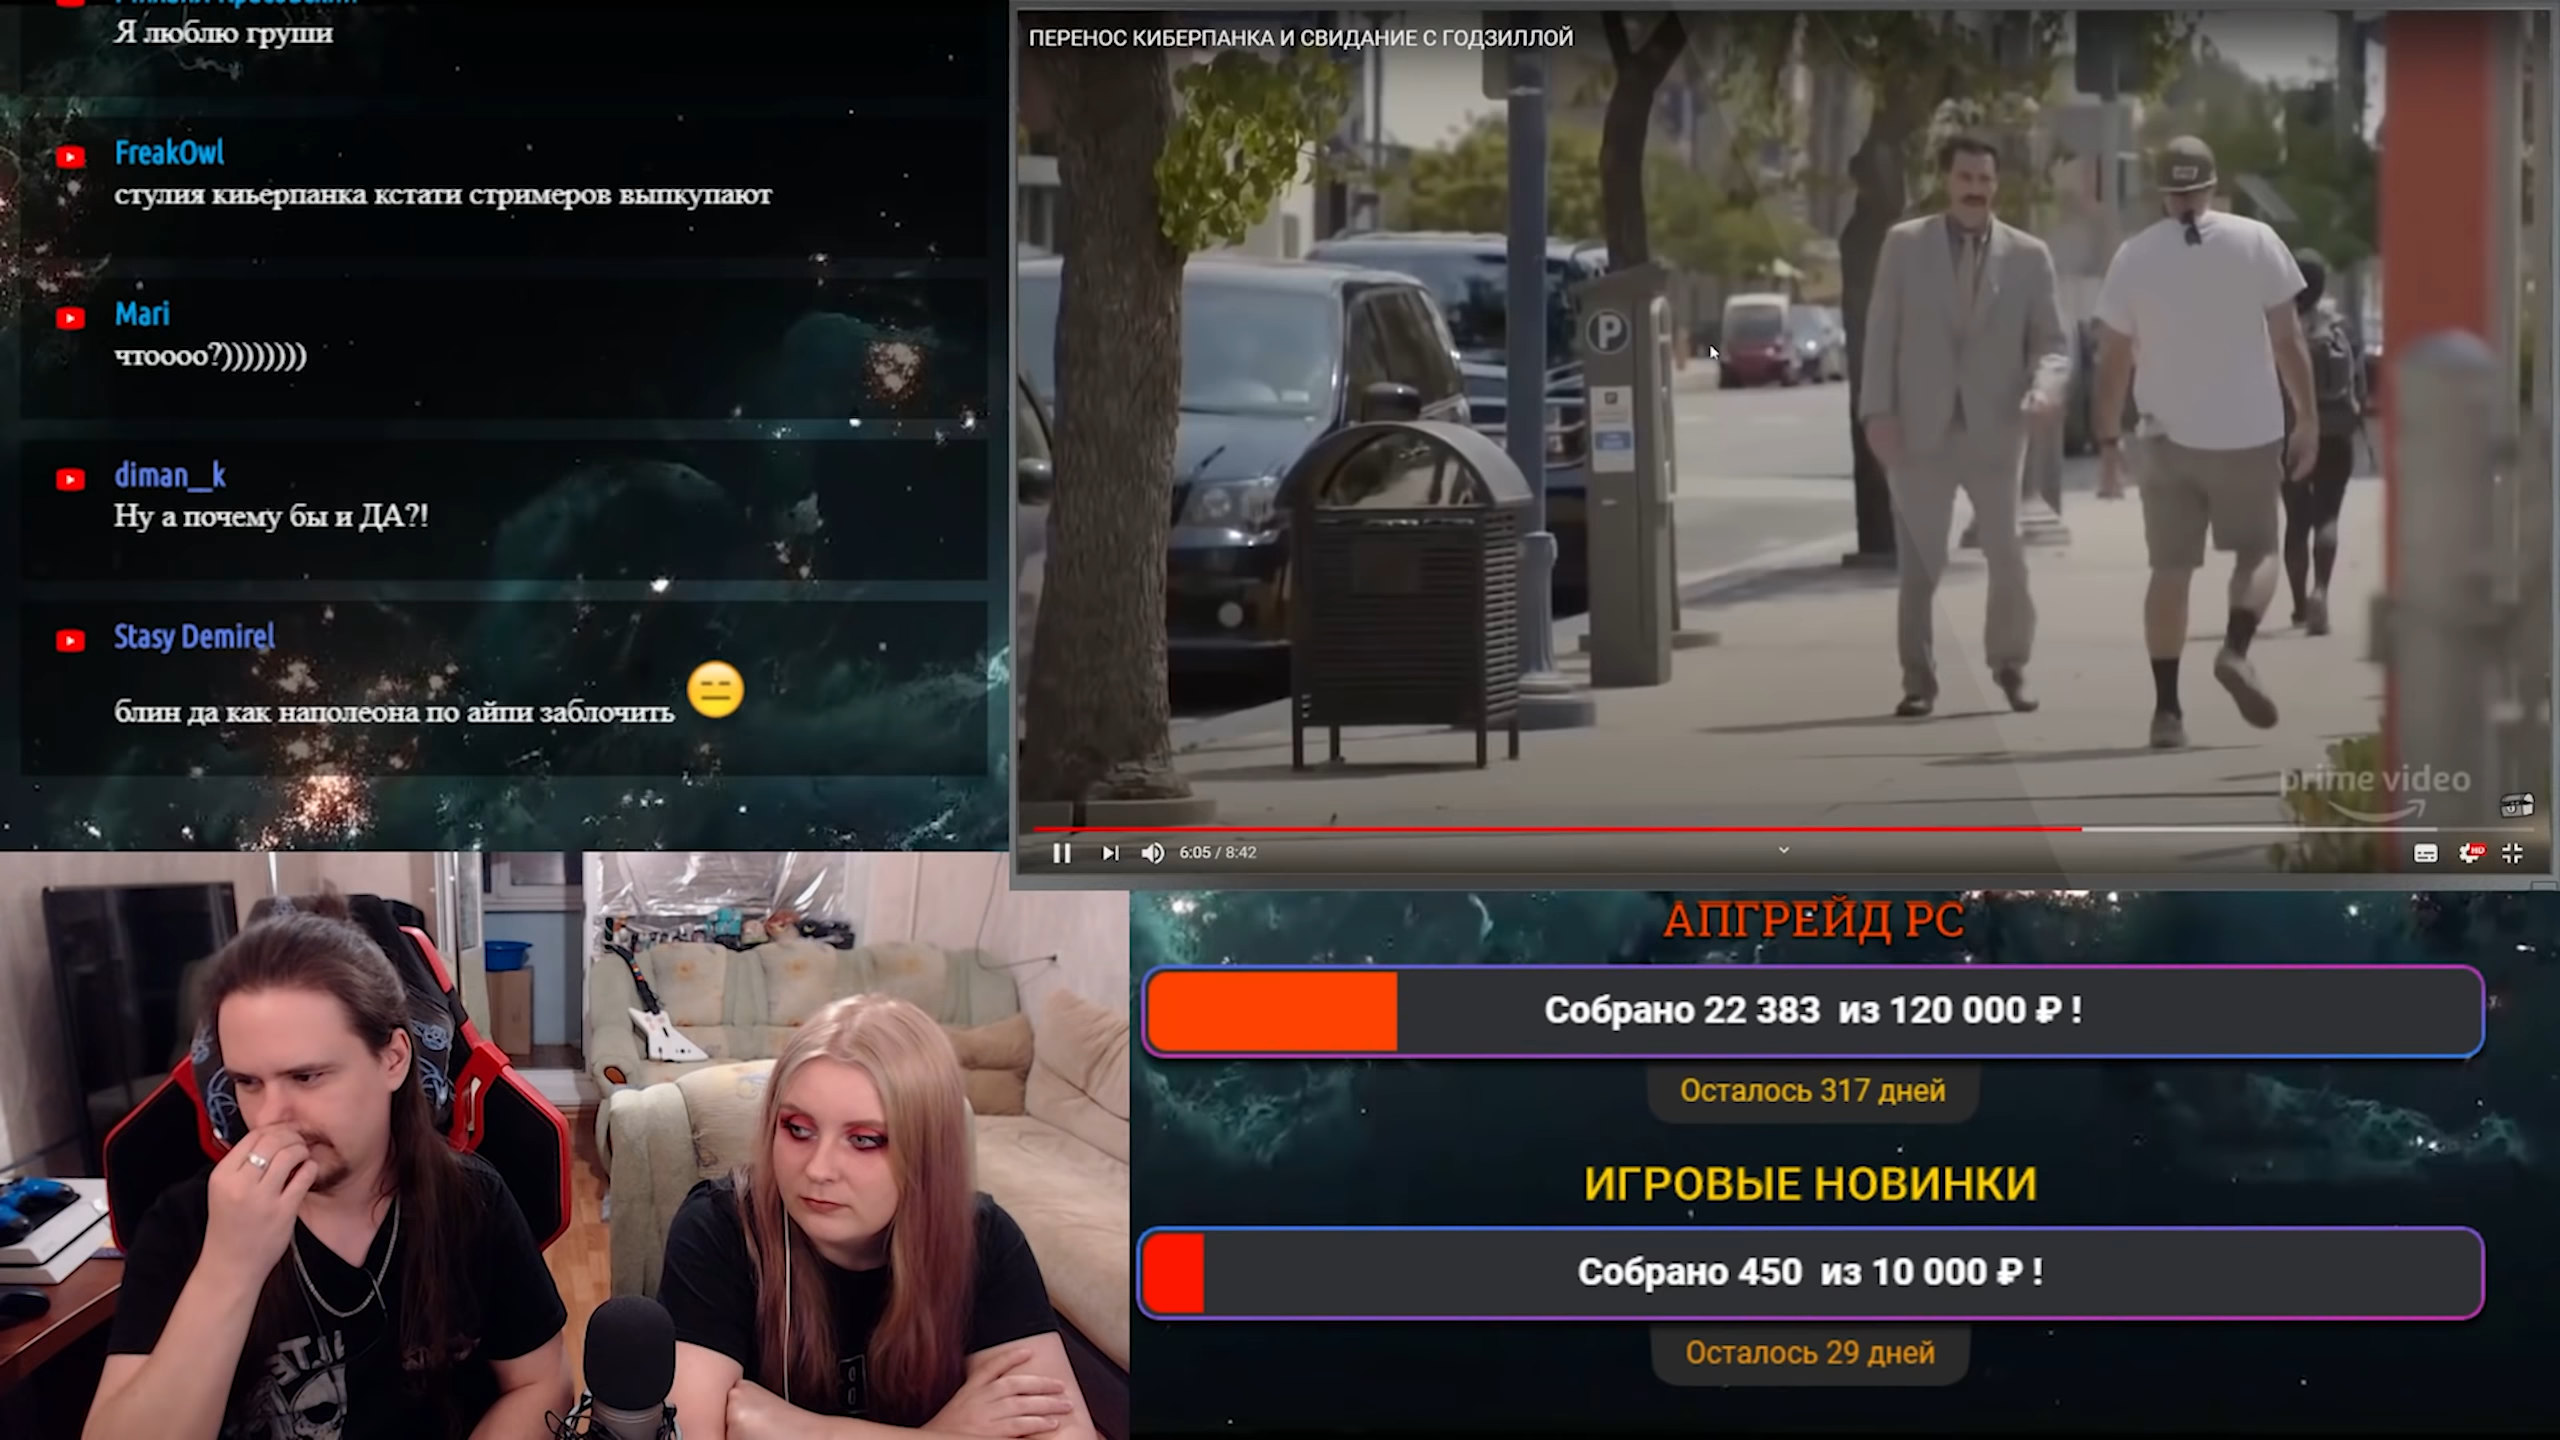 Я люблю груши
FreakOwl
стулия киьерпанка кстати стримеров выпкупают
Mari
чтоооо?))))))))
diman__k
Ну а почему бы и ДА?!
Stasy Demirel
блин да как наполеона по айпи заблочить
ПЕРЕНОС КИБЕРПАНКА И СВИДАНИЕ С ГОДЗИЛЛОЙ
P
prime video
6:05 / 8:42
HD
АПГРЕЙД PC
Собрано 22 383 из 120 000 ₽ !
Осталось 317 дней
ИГРОВЫЕ НОВИНКИ
Собрано 450 из 10 000 ₽ !
Осталось 29 дней